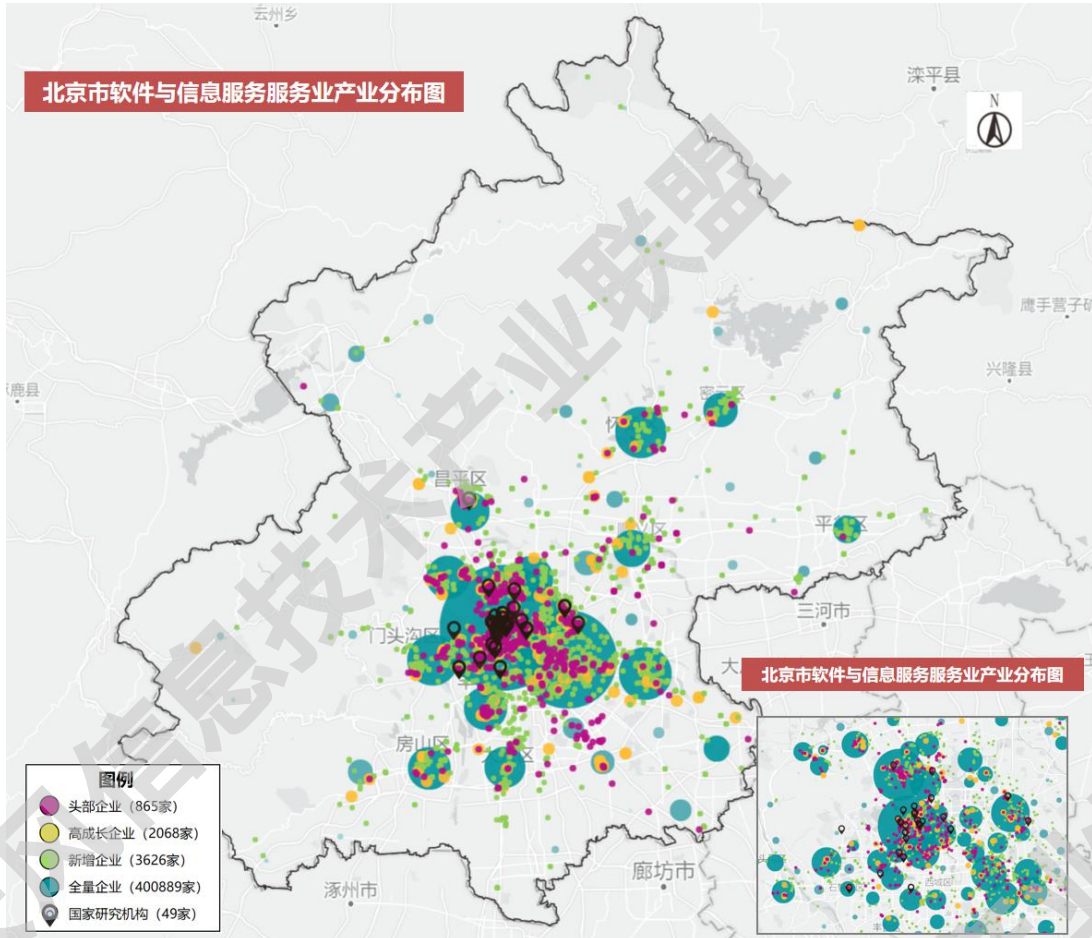 云州乡
滦平县
北京市软件与信息服务服务业产业分布图
N
兴隆县
鹰手营子矿
密云区
怀
昌平区
平谷区
三河市
门头沟区
北京市软件与信息服务服务业产业分布图
房山区
图例
头部企业（865家）
高成长企业（2068家）
新增企业（3626家）
全量企业（400889家）
国家研究机构（49家）
涿州市
廊坊市
西城区
网信息技术产业联盟